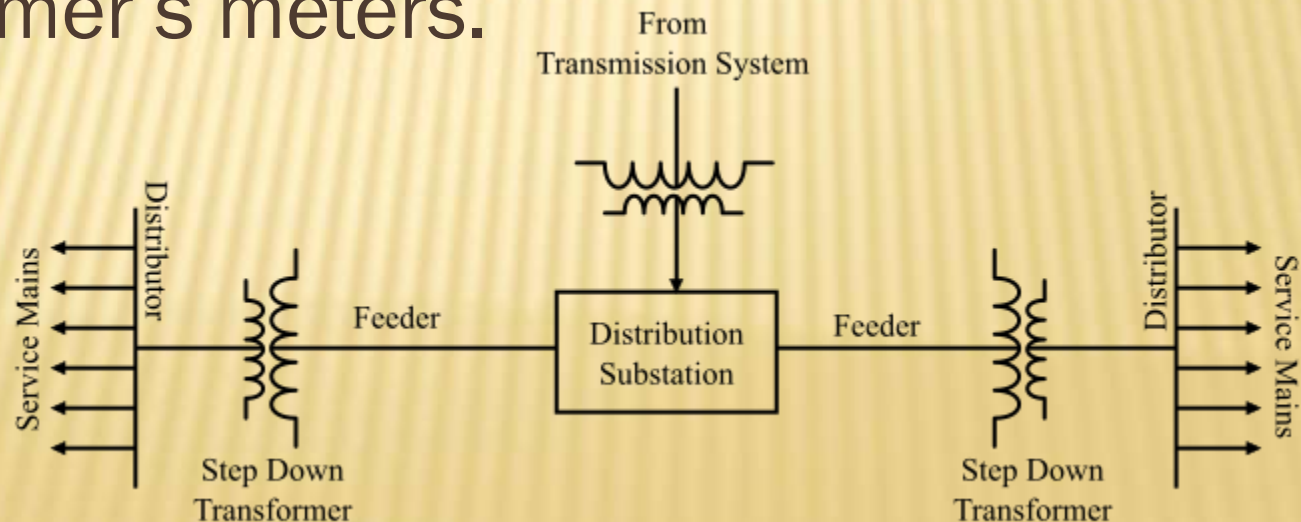 mer's meters.
From
Transmission System
Distributor
Service Mains
Feeder
Distribution
Substation
Feeder
Distributor
Service Mains
Step Down
Transformer
Step Down
Transformer